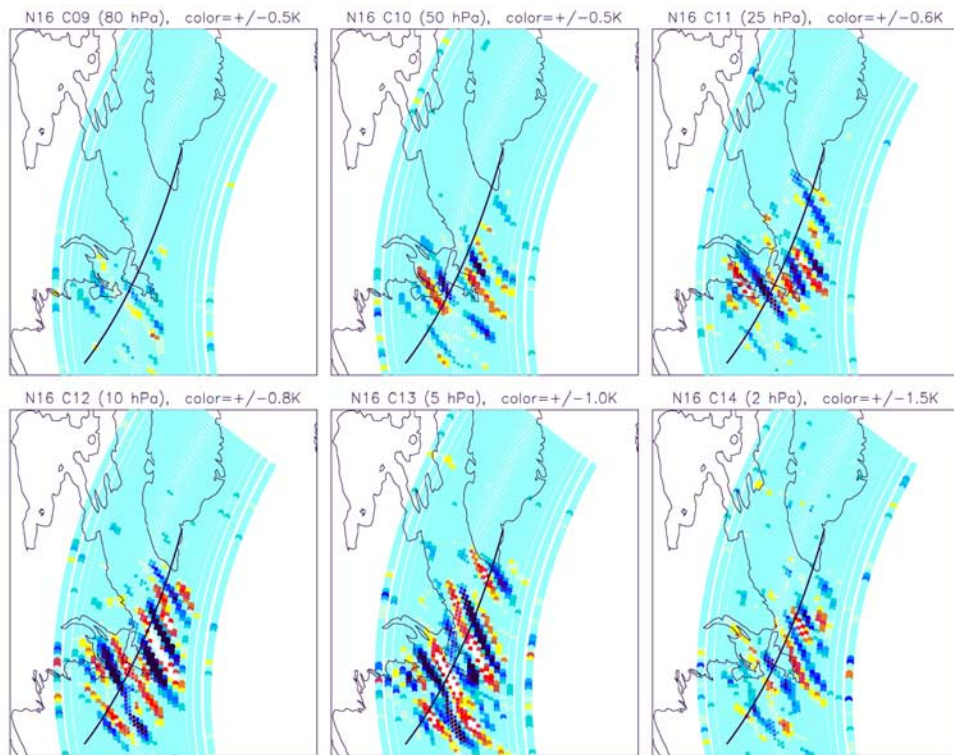 N16 C09 (80 hPa),  color=+/-0.5K
N16 C10 (50 hPa),  color=+/-0.5K
N16 C11 (25 hPa),  color=+/-0.6K
N16 C12 (10 hPa),  color=+/-0.8K
N16 C13 (5 hPa),  color=+/-1.0K
N16 C14 (2 hPa),  color=+/-1.5K